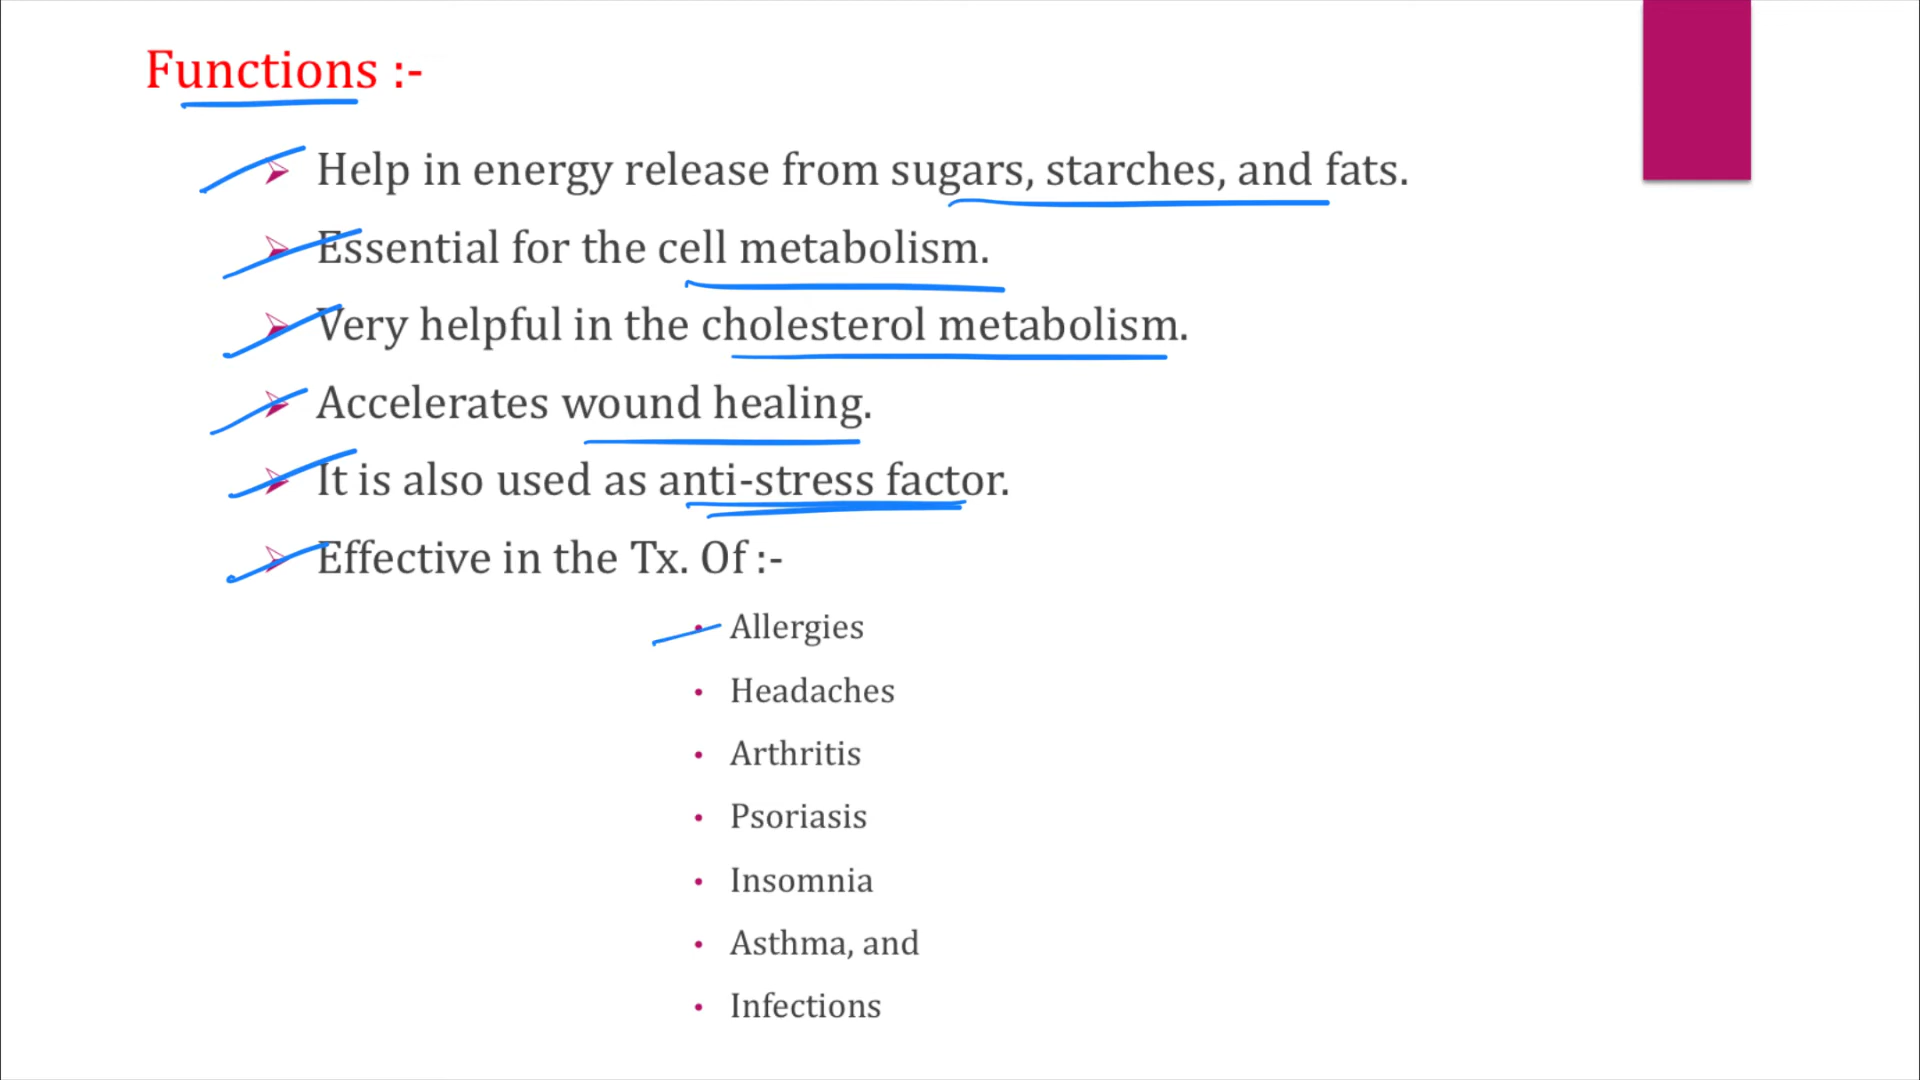 Functions :-
Help in energy release from sugars, starches, and fats.
Essential for the cell metabolism.
Very helpful in the cholesterol metabolism.
Accelerates wound healing.
It is also used as anti-stress factor.
Effective in the Tx. Of :-
Allergies
Headaches
Arthritis
Psoriasis
Insomnia
Asthma, and
Infections